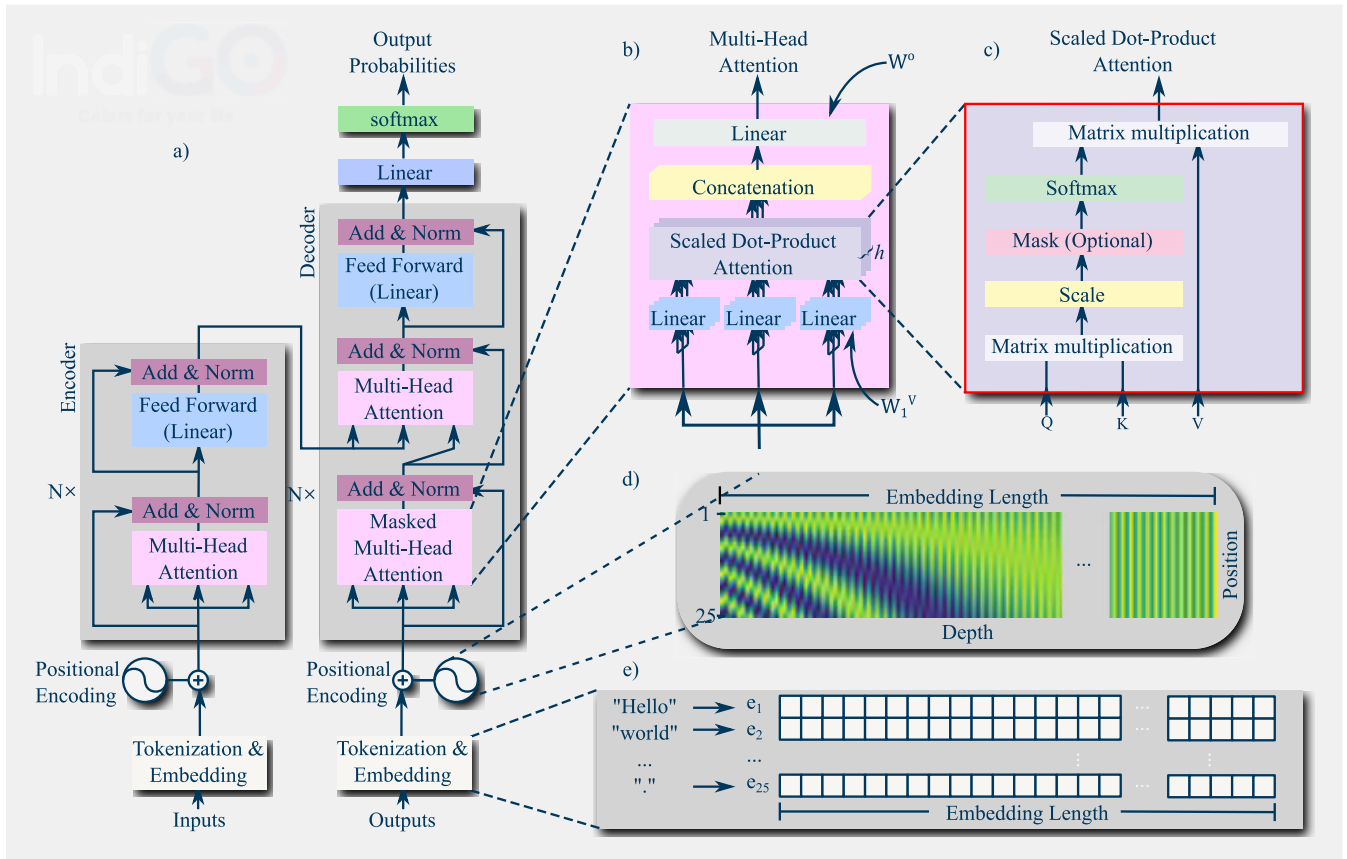 IndiGO
a)
Output
Probabilities
softmax
Linear
Decoder
Add & Norm
Feed Forward
(Linear)
Add & Norm
Multi-Head
Attention
N×
Add & Norm
Masked
Multi-Head
Attention
Positional
Encoding
Tokenization &
Embedding
Outputs
Encoder
Add & Norm
Feed Forward
(Linear)
N×
Add & Norm
Multi-Head
Attention
Positional
Encoding
Tokenization &
Embedding
Inputs
b)
Multi-Head
Attention
W⁰
Linear
Concatenation
Scaled Dot-Product
Attention
h
Linear Linear Linear
W₁ⱽ
c)
Scaled Dot-Product
Attention
Matrix multiplication
Softmax
Mask (Optional)
Scale
Matrix multiplication
Q K V
d)
Embedding Length
1
...
Position
25
Depth
e)
"Hello" e₁
"world" e₂
... ...
"." e₂₅
Embedding Length